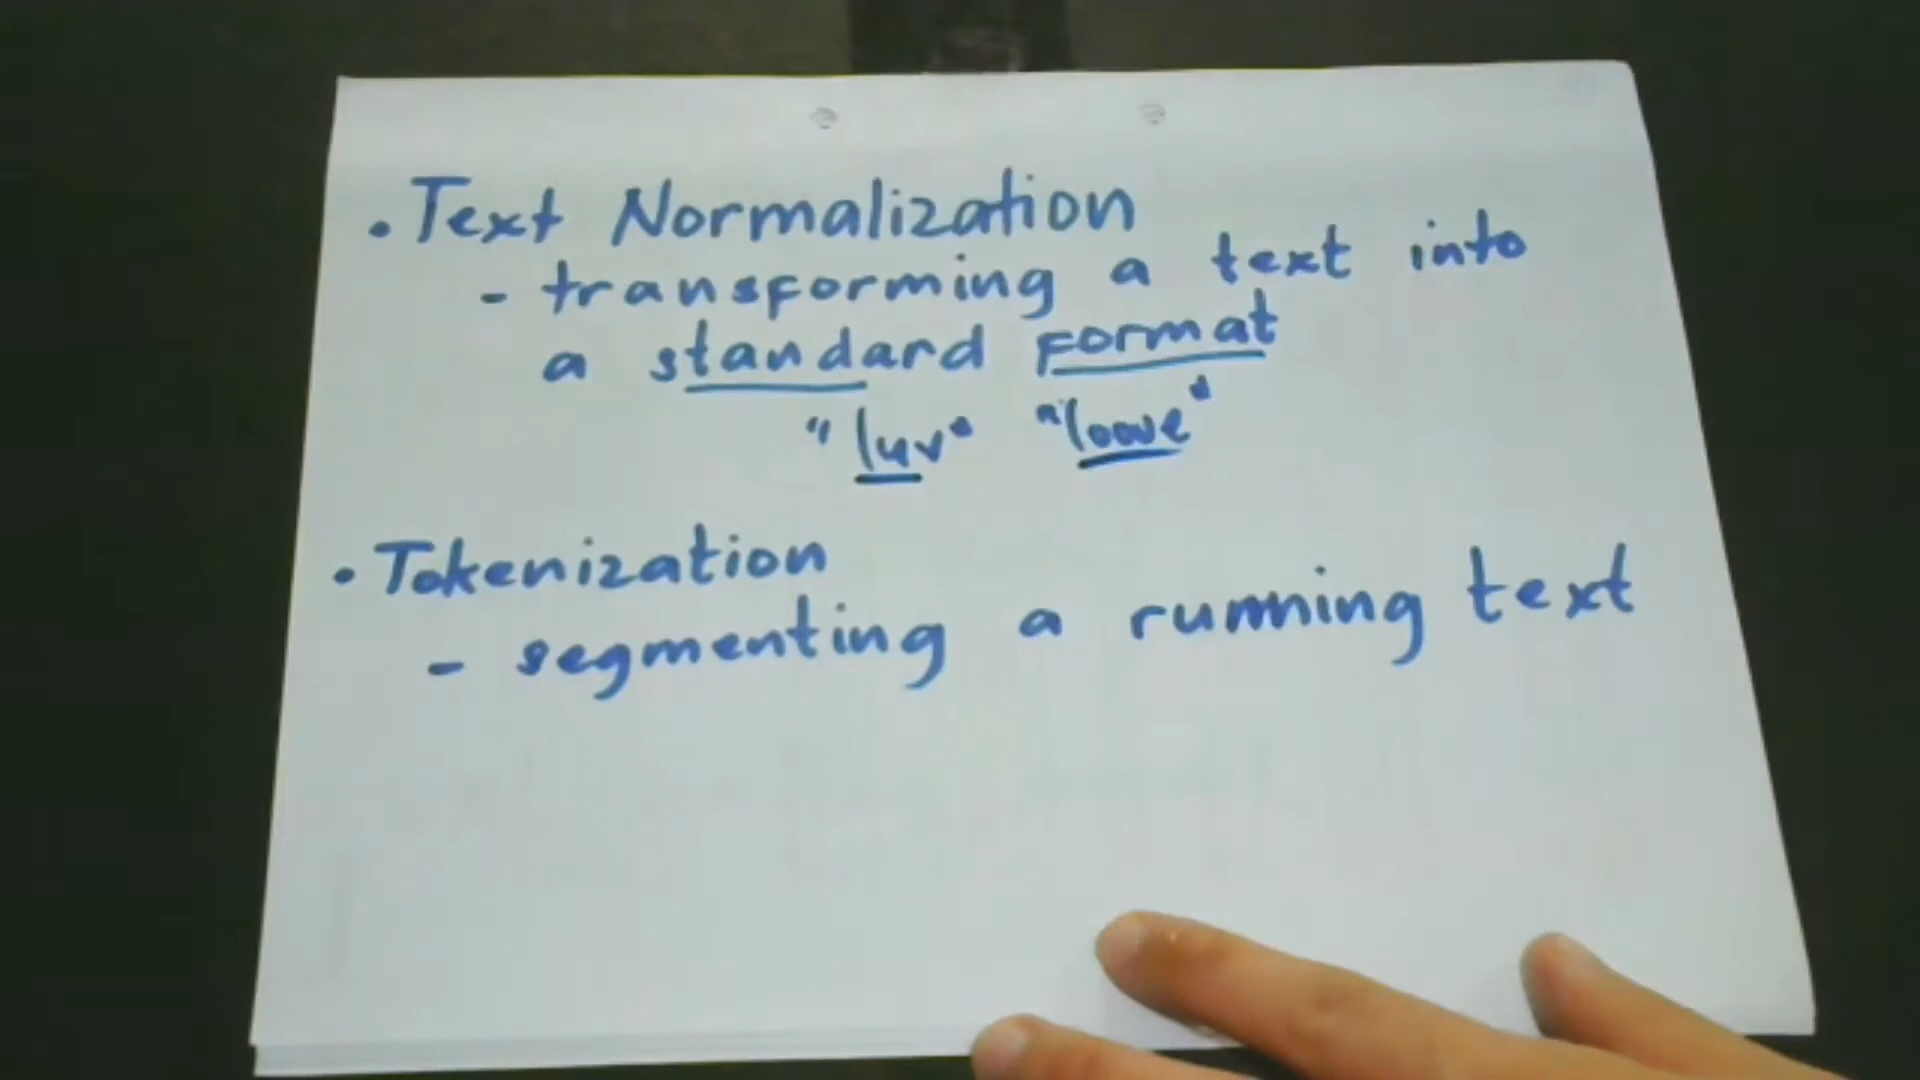 • Text Normalization
- transforming a text into
a standard format
"luv" "loove"
• Tokenization
- segmenting a running text